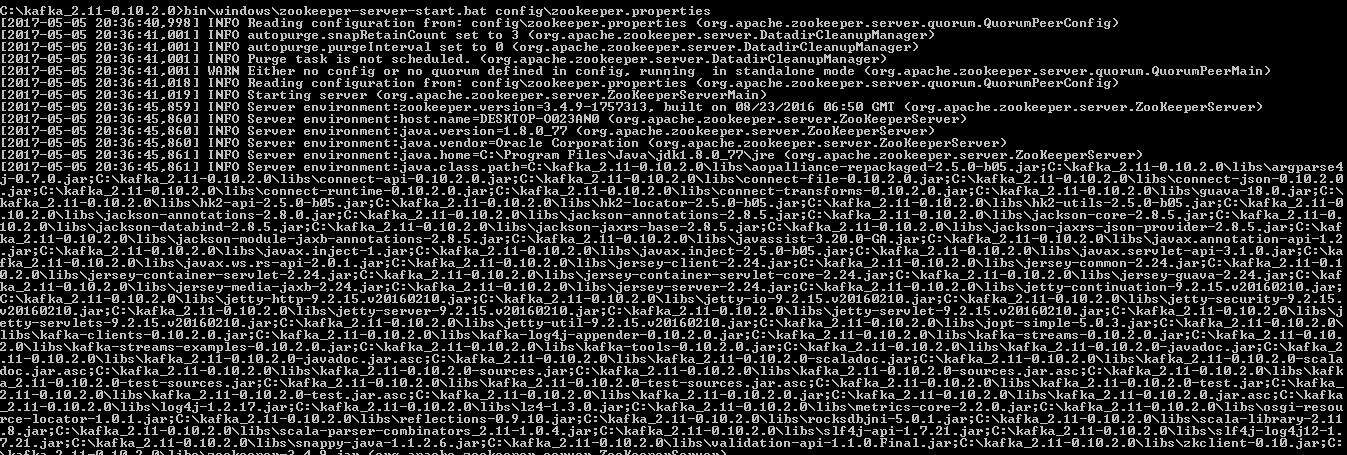 C:\kafka_2.11-0.10.2.0>bin\windows\zookeeper-server-start.bat config\zookeeper.properties
[2017-05-05 20:36:40,998] INFO Reading configuration from: config\zookeeper.properties (org.apache.zookeeper.server.quorum.QuorumPeerConfig)
[2017-05-05 20:36:41,001] INFO autopurge.snapRetainCount set to 3 (org.apache.zookeeper.server.DatadirCleanupManager)
[2017-05-05 20:36:41,001] INFO autopurge.purgeInterval set to 0 (org.apache.zookeeper.server.DatadirCleanupManager)
[2017-05-05 20:36:41,001] INFO Purge task is not scheduled. (org.apache.zookeeper.server.DatadirCleanupManager)
[2017-05-05 20:36:41,001] WARN Either no config or no quorum defined in config, running  in standalone mode (org.apache.zookeeper.server.quorum.QuorumPeerMain)
[2017-05-05 20:36:41,018] INFO Reading configuration from: config\zookeeper.properties (org.apache.zookeeper.server.quorum.QuorumPeerConfig)
[2017-05-05 20:36:41,019] INFO Starting server (org.apache.zookeeper.server.ZooKeeperServerMain)
[2017-05-05 20:36:45,859] INFO Server environment:zookeeper.version=3.4.9-1757313, built on 08/23/2016 06:50 GMT (org.apache.zookeeper.server.ZooKeeperServer)
[2017-05-05 20:36:45,860] INFO Server environment:host.name=DESKTOP-O023AN0 (org.apache.zookeeper.server.ZooKeeperServer)
[2017-05-05 20:36:45,860] INFO Server environment:java.version=1.8.0_77 (org.apache.zookeeper.server.ZooKeeperServer)
[2017-05-05 20:36:45,860] INFO Server environment:java.vendor=Oracle Corporation (org.apache.zookeeper.server.ZooKeeperServer)
[2017-05-05 20:36:45,861] INFO Server environment:java.home=C:\Program Files\Java\jdk1.8.0_77\jre (org.apache.zookeeper.server.ZooKeeperServer)
[2017-05-05 20:36:45,861] INFO Server environment:java.class.path=C:\kafka_2.11-0.10.2.0\libs\aopalliance-repackaged-2.5.0-b05.jar;C:\kafka_2.11-0.10.2.0\libs\argparse4
j-0.7.0.jar;C:\kafka_2.11-0.10.2.0\libs\connect-api-0.10.2.0.jar;C:\kafka_2.11-0.10.2.0\libs\connect-file-0.10.2.0.jar;C:\kafka_2.11-0.10.2.0\libs\connect-json-0.10.2.0
.jar;C:\kafka_2.11-0.10.2.0\libs\connect-runtime-0.10.2.0.jar;C:\kafka_2.11-0.10.2.0\libs\connect-transforms-0.10.2.0.jar;C:\kafka_2.11-0.10.2.0\libs\guava-18.0.jar;C:\
kafka_2.11-0.10.2.0\libs\hk2-api-2.5.0-b05.jar;C:\kafka_2.11-0.10.2.0\libs\hk2-locator-2.5.0-b05.jar;C:\kafka_2.11-0.10.2.0\libs\hk2-utils-2.5.0-b05.jar;C:\kafka_2.11-0
.10.2.0\libs\jackson-annotations-2.8.0.jar;C:\kafka_2.11-0.10.2.0\libs\jackson-annotations-2.8.5.jar;C:\kafka_2.11-0.10.2.0\libs\jackson-core-2.8.5.jar;C:\kafka_2.11-0.
10.2.0\libs\jackson-databind-2.8.5.jar;C:\kafka_2.11-0.10.2.0\libs\jackson-jaxrs-base-2.8.5.jar;C:\kafka_2.11-0.10.2.0\libs\jackson-jaxrs-json-provider-2.8.5.jar;C:\kaf
ka_2.11-0.10.2.0\libs\jackson-module-jaxb-annotations-2.8.5.jar;C:\kafka_2.11-0.10.2.0\libs\javassist-3.20.0-GA.jar;C:\kafka_2.11-0.10.2.0\libs\javax.annotation-api-1.2
.jar;C:\kafka_2.11-0.10.2.0\libs\javax.inject-1.jar;C:\kafka_2.11-0.10.2.0\libs\javax.inject-2.5.0-b05.jar;C:\kafka_2.11-0.10.2.0\libs\javax.servlet-api-3.1.0.jar;C:\ka
fka_2.11-0.10.2.0\libs\javax.ws.rs-api-2.0.1.jar;C:\kafka_2.11-0.10.2.0\libs\jersey-client-2.24.jar;C:\kafka_2.11-0.10.2.0\libs\jersey-common-2.24.jar;C:\kafka_2.11-0.1
0.2.0\libs\jersey-container-servlet-2.24.jar;C:\kafka_2.11-0.10.2.0\libs\jersey-container-servlet-core-2.24.jar;C:\kafka_2.11-0.10.2.0\libs\jersey-guava-2.24.jar;C:\kaf
ka_2.11-0.10.2.0\libs\jersey-media-jaxb-2.24.jar;C:\kafka_2.11-0.10.2.0\libs\jersey-server-2.24.jar;C:\kafka_2.11-0.10.2.0\libs\jetty-continuation-9.2.15.v20160210.jar;
C:\kafka_2.11-0.10.2.0\libs\jetty-http-9.2.15.v20160210.jar;C:\kafka_2.11-0.10.2.0\libs\jetty-io-9.2.15.v20160210.jar;C:\kafka_2.11-0.10.2.0\libs\jetty-security-9.2.15.
v20160210.jar;C:\kafka_2.11-0.10.2.0\libs\jetty-server-9.2.15.v20160210.jar;C:\kafka_2.11-0.10.2.0\libs\jetty-servlet-9.2.15.v20160210.jar;C:\kafka_2.11-0.10.2.0\libs\j
etty-servlets-9.2.15.v20160210.jar;C:\kafka_2.11-0.10.2.0\libs\jetty-util-9.2.15.v20160210.jar;C:\kafka_2.11-0.10.2.0\libs\jopt-simple-5.0.3.jar;C:\kafka_2.11-0.10.2.0\
libs\kafka-clients-0.10.2.0.jar;C:\kafka_2.11-0.10.2.0\libs\kafka-log4j-appender-0.10.2.0.jar;C:\kafka_2.11-0.10.2.0\libs\kafka-streams-0.10.2.0.jar;C:\kafka_2.11-0.10.
2.0\libs\kafka-streams-examples-0.10.2.0.jar;C:\kafka_2.11-0.10.2.0\libs\kafka-tools-0.10.2.0.jar;C:\kafka_2.11-0.10.2.0\libs\kafka_2.11-0.10.2.0-javadoc.jar;C:\kafka_2
.11-0.10.2.0\libs\kafka_2.11-0.10.2.0-javadoc.jar.asc;C:\kafka_2.11-0.10.2.0\libs\kafka_2.11-0.10.2.0-scaladoc.jar;C:\kafka_2.11-0.10.2.0\libs\kafka_2.11-0.10.2.0-scala
doc.jar.asc;C:\kafka_2.11-0.10.2.0\libs\kafka_2.11-0.10.2.0-sources.jar;C:\kafka_2.11-0.10.2.0\libs\kafka_2.11-0.10.2.0-sources.jar.asc;C:\kafka_2.11-0.10.2.0\libs\kafk
a_2.11-0.10.2.0-test-sources.jar;C:\kafka_2.11-0.10.2.0\libs\kafka_2.11-0.10.2.0-test-sources.jar.asc;C:\kafka_2.11-0.10.2.0\libs\kafka_2.11-0.10.2.0-test.jar;C:\kafka_
2.11-0.10.2.0\libs\kafka_2.11-0.10.2.0-test.jar.asc;C:\kafka_2.11-0.10.2.0\libs\kafka_2.11-0.10.2.0.jar;C:\kafka_2.11-0.10.2.0\libs\kafka_2.11-0.10.2.0.jar.asc;C:\kafka
_2.11-0.10.2.0\libs\log4j-1.2.17.jar;C:\kafka_2.11-0.10.2.0\libs\lz4-1.3.0.jar;C:\kafka_2.11-0.10.2.0\libs\metrics-core-2.2.0.jar;C:\kafka_2.11-0.10.2.0\libs\osgi-resou
rce-locator-1.0.1.jar;C:\kafka_2.11-0.10.2.0\libs\reflections-0.9.10.jar;C:\kafka_2.11-0.10.2.0\libs\rocksdbjni-5.0.1.jar;C:\kafka_2.11-0.10.2.0\libs\scala-library-2.11
.8.jar;C:\kafka_2.11-0.10.2.0\libs\scala-parser-combinators_2.11-1.0.4.jar;C:\kafka_2.11-0.10.2.0\libs\slf4j-api-1.7.21.jar;C:\kafka_2.11-0.10.2.0\libs\slf4j-log4j12-1.
7.21.jar;C:\kafka_2.11-0.10.2.0\libs\snappy-java-1.1.2.6.jar;C:\kafka_2.11-0.10.2.0\libs\validation-api-1.1.0.Final.jar;C:\kafka_2.11-0.10.2.0\libs\zkclient-0.10.jar;C:
\kafka_2.11-0.10.2.0\libs\zookeeper-3.4.9.jar (org.apache.zookeeper.server.ZooKeeperServer)